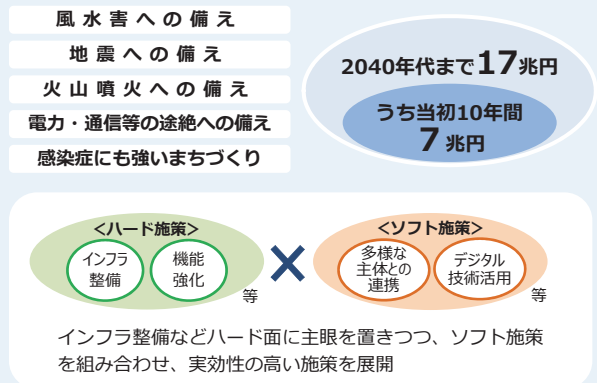 風水害への備え
地震への備え
火山噴火への備え
電力・通信等の途絶への備え
感染症にも強いまちづくり
2040年代まで17兆円
うち当初10年間
7兆円
<ハード施策>
インフラ
整備
機能
強化
等
×
<ソフト施策>
多様な
主体との
連携
デジタル
技術活用
等
インフラ整備などハード面に主眼を置きつつ、ソフト施策
を組み合わせ、実効性の高い施策を展開